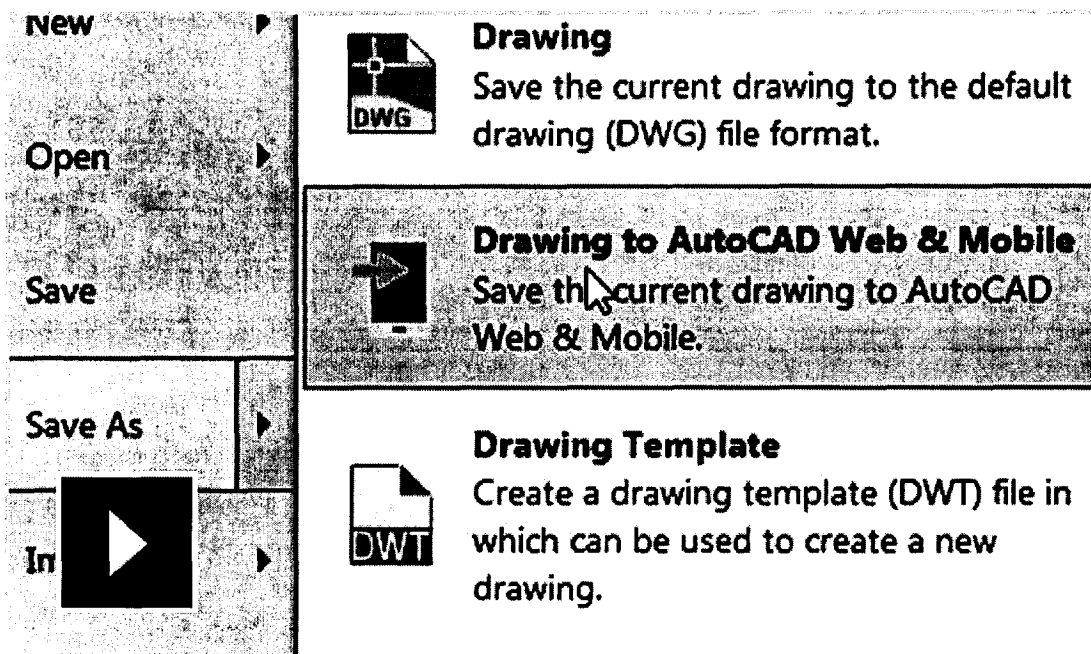 New
Open
Save
Save As
Drawing
Save the current drawing to the default
drawing (DWG) file format.
DWG
Drawing to AutoCAD Web & Mobile
Save current drawing to AutoCAD
Web & Mobile.
Drawing Template
Create a drawing template (DWT) file in
which can be used to create a new
drawing.
DWT